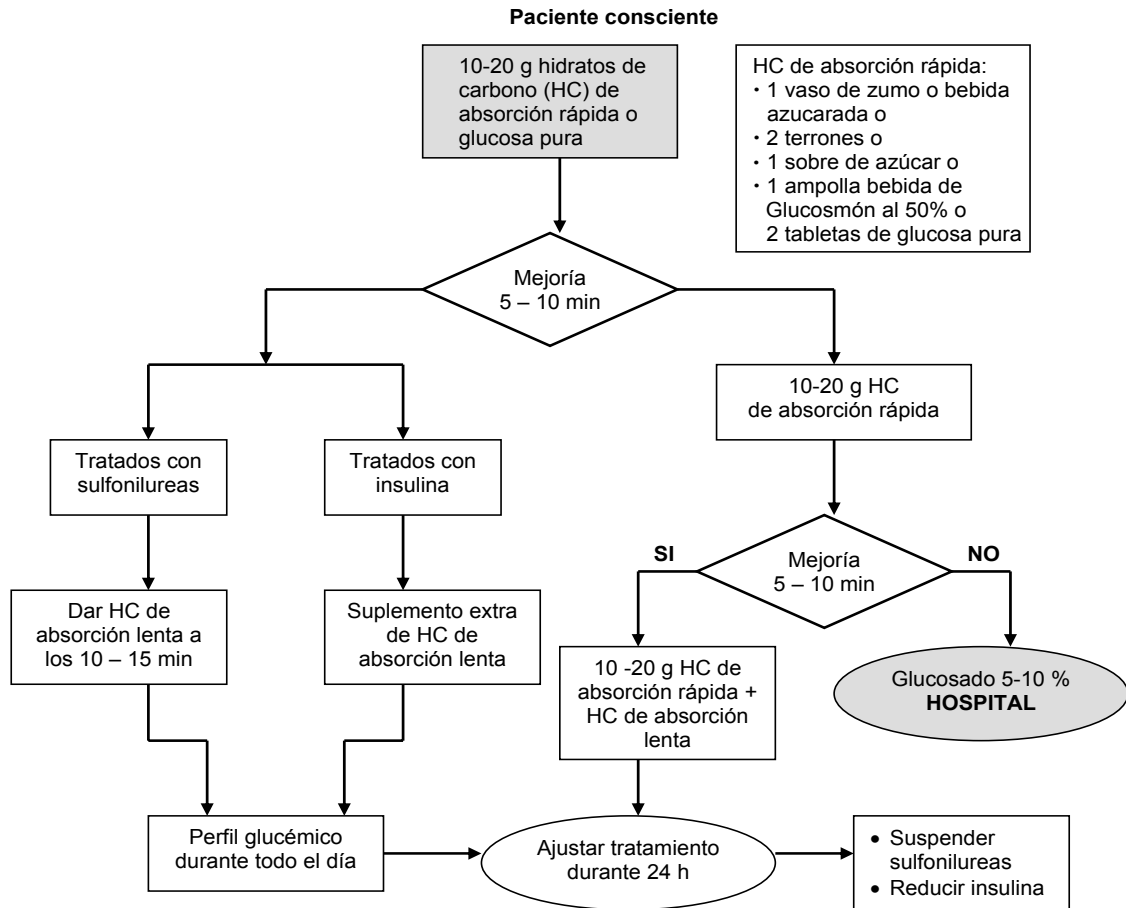 Paciente consciente
10-20 g hidratos de
carbono (HC) de
absorción rápida o
glucosa pura
HC de absorción rápida:
· 1 vaso de zumo o bebida
azucarada o
· 2 terrones o
· 1 sobre de azúcar o
· 1 ampolla bebida de
Glucosmón al 50% o
2 tabletas de glucosa pura
Mejoría
5 – 10 min
10-20 g HC
de absorción rápida
Tratados con
sulfonilureas
Tratados con
insulina
SI
Mejoría
5 – 10 min
NO
Dar HC de
absorción lenta a
los 10 – 15 min
Suplemento extra
de HC de
absorción lenta
10 -20 g HC de
absorción rápida +
HC de absorción
lenta
Glucosado 5-10 %
HOSPITAL
Perfil glucémico
durante todo el día
Ajustar tratamiento
durante 24 h
• Suspender
sulfonilureas
• Reducir insulina